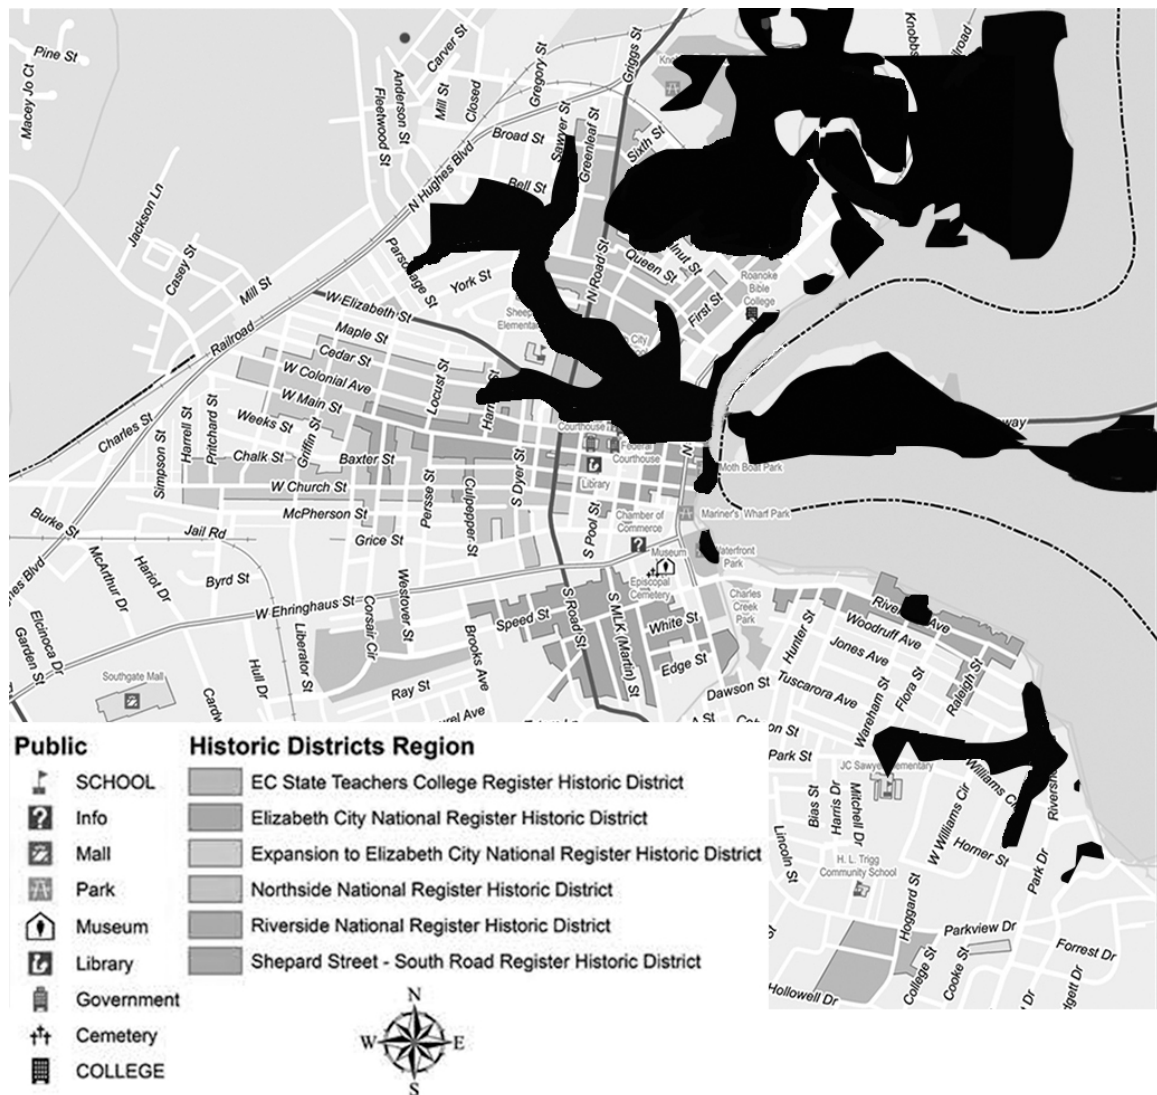 Pine St
Macey Jo Ct
Carver St
Anderson St
Fleetwood St
Mill St
Closed
Gregory St
Griggs St
Broad St
Sawyer St
Greenleaf St
Sixth St
Bell St
N Hughes Blvd
Jackson Ln
Casey St
Mill St
Railroad
York St
N Road St
Queen St
First St
Roanoke
Bible
College
W Elizabeth St
Maple St
Cedar St
W Colonial Ave
W Main St
Locust St
Weeks St
Griffin St
Chalk St
Baxter St
W Church St
McPherson St
Grice St
Charles St
Simpson St
Harrell St
Pritchard St
Persse St
Culpepper St
S Dyer St
S Pool St
Courthouse
Federal
Courthouse
Library
Chamber of
Commerce
Museum
Episcopal
Cemetery
Moth Boat Park
Mariner's Wharf Park
Waterfront
Park
Charles
Creek
Park
Burke St
Jail Rd
McArthur Dr
Harriot Dr
Byrd St
W Ehringhaus St
Elcinoca Dr
Garden St
Hull Dr
Liberator St
Corsair Cir
Westover St
Brooks Ave
Ray St
Speed St
S Road St
S MLK (Martin) St
White St
Edge St
Dawson St
Southgate Mall
Hunter St
Woodruff Ave
Jones Ave
Tuscarora Ave
Wareham St
Flora St
Raleigh St
Park St
JC Sawyer Elementary
Bias St
Harris Dr
Mitchell Dr
Lincoln St
W Williams Cir
Williams Cir
Horner St
Park Dr
H. L. Trigg
Community School
Hoggard St
Parkview Dr
Forrest Dr
College St
Cooke St
Hollowell Dr
Public
SCHOOL
Info
Mall
Park
Museum
Library
Government
Cemetery
COLLEGE
Historic Districts Region
EC State Teachers College Register Historic District
Elizabeth City National Register Historic District
Expansion to Elizabeth City National Register Historic District
Northside National Register Historic District
Riverside National Register Historic District
Shepard Street - South Road Register Historic District
N
W E
S